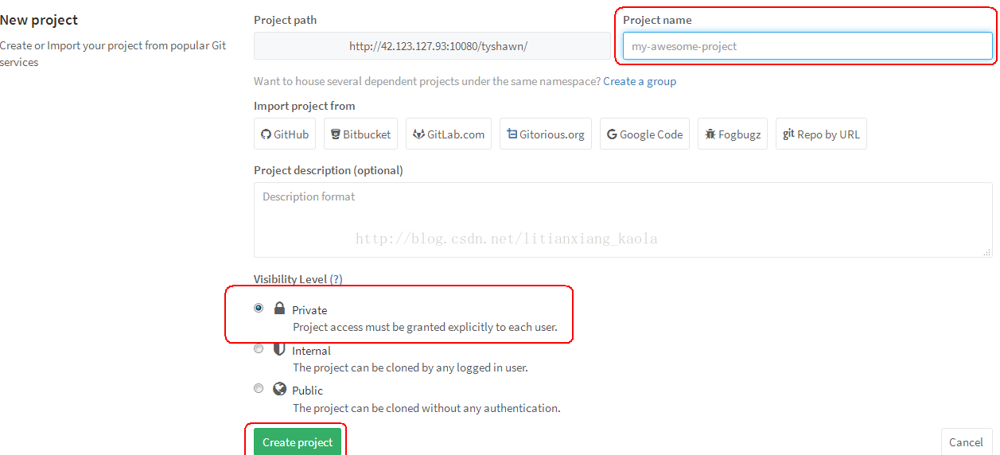 New project
Create or Import your project from popular Git
services
Project path
Project name
http://42.123.127.93:10080/tyshawn/
my-awesome-project
Want to house several dependent projects under the same namespace? Create a group
Import project from
GitHub
Bitbucket
GitLab.com
Gitorious.org
Google Code
Fogbugz
git Repo by URL
Project description (optional)
Description format
http://blog.csdn.net/litianxiang_kaola
Visibility Level (?)
Private
Project access must be granted explicitly to each user.
Internal
The project can be cloned by any logged in user.
Public
The project can be cloned without any authentication.
Create project
Cancel